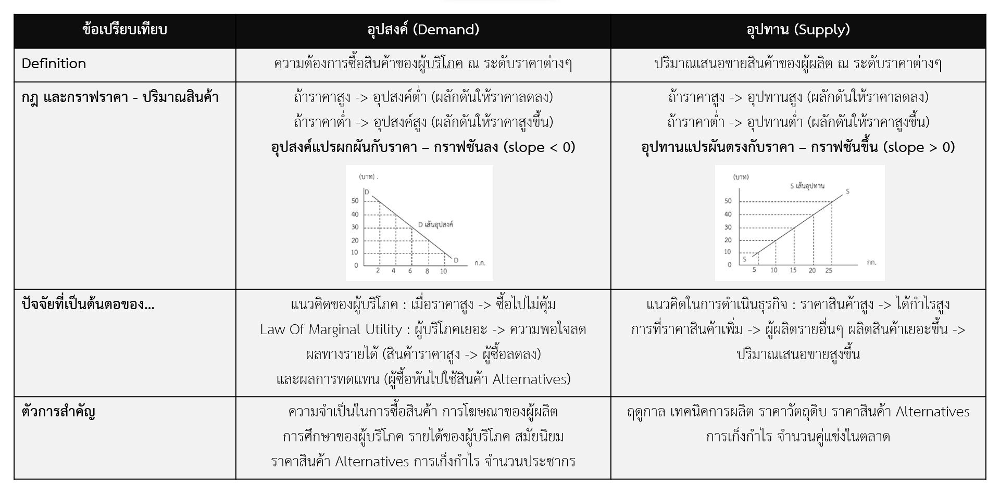 ข้อเปรียบเทียบ
อุปสงค์ (Demand)
อุปทาน (Supply)
Definition
ความต้องการซื้อสินค้าของผู้บริโภค ณ ระดับราคาต่างๆ
ปริมาณเสนอขายสินค้าของผู้ผลิต ณ ระดับราคาต่างๆ
กฎ และกราฟราคา - ปริมาณสินค้า
ถ้าราคาสูง -> อุปสงค์ต่ำ (ผลักดันให้ราคาลดลง)
ถ้าราคาต่ำ -> อุปสงค์สูง (ผลักดันให้ราคาสูงขึ้น)
อุปสงค์แปรผกผันกับราคา – กราฟชันลง (slope < 0)
(บาท) .
D
50
40
30
20
10
0
D เส้นอุปสงค์
D
ก.ก.
2 4 6 8 10
ถ้าราคาสูง -> อุปทานสูง (ผลักดันให้ราคาลดลง)
ถ้าราคาต่ำ -> อุปทานต่ำ (ผลักดันให้ราคาสูงขึ้น)
อุปทานแปรผันตรงกับราคา – กราฟชันขึ้น (slope > 0)
(บาท)
S เส้นอุปทาน
S
50
40
30
20
10
0
S
กก.
5 10 15 20 25
ปัจจัยที่เป็นต้นตอของ...
แนวคิดของผู้บริโภค : เมื่อราคาสูง -> ซื้อไปไม่คุ้ม
Law Of Marginal Utility : ผู้บริโภคเยอะ -> ความพอใจลด
ผลทางรายได้ (สินค้าราคาสูง -> ผู้ซื้อลดลง)
และผลการทดแทน (ผู้ซื้อหันไปใช้สินค้า Alternatives)
แนวคิดในการดำเนินธุรกิจ : ราคาสินค้าสูง -> ได้กำไรสูง
การที่ราคาสินค้าเพิ่ม -> ผู้ผลิตรายอื่นๆ ผลิตสินค้าเยอะขึ้น ->
ปริมาณเสนอขายสูงขึ้น
ตัวการสำคัญ
ความจำเป็นในการซื้อสินค้า การโฆษณาของผู้ผลิต
การศึกษาของผู้บริโภค รายได้ของผู้บริโภค สมัยนิยม
ราคาสินค้า Alternatives การเก็งกำไร จำนวนประชากร
ฤดูกาล เทคนิคการผลิต ราคาวัตถุดิบ ราคาสินค้า Alternatives
การเก็งกำไร จำนวนคู่แข่งในตลาด